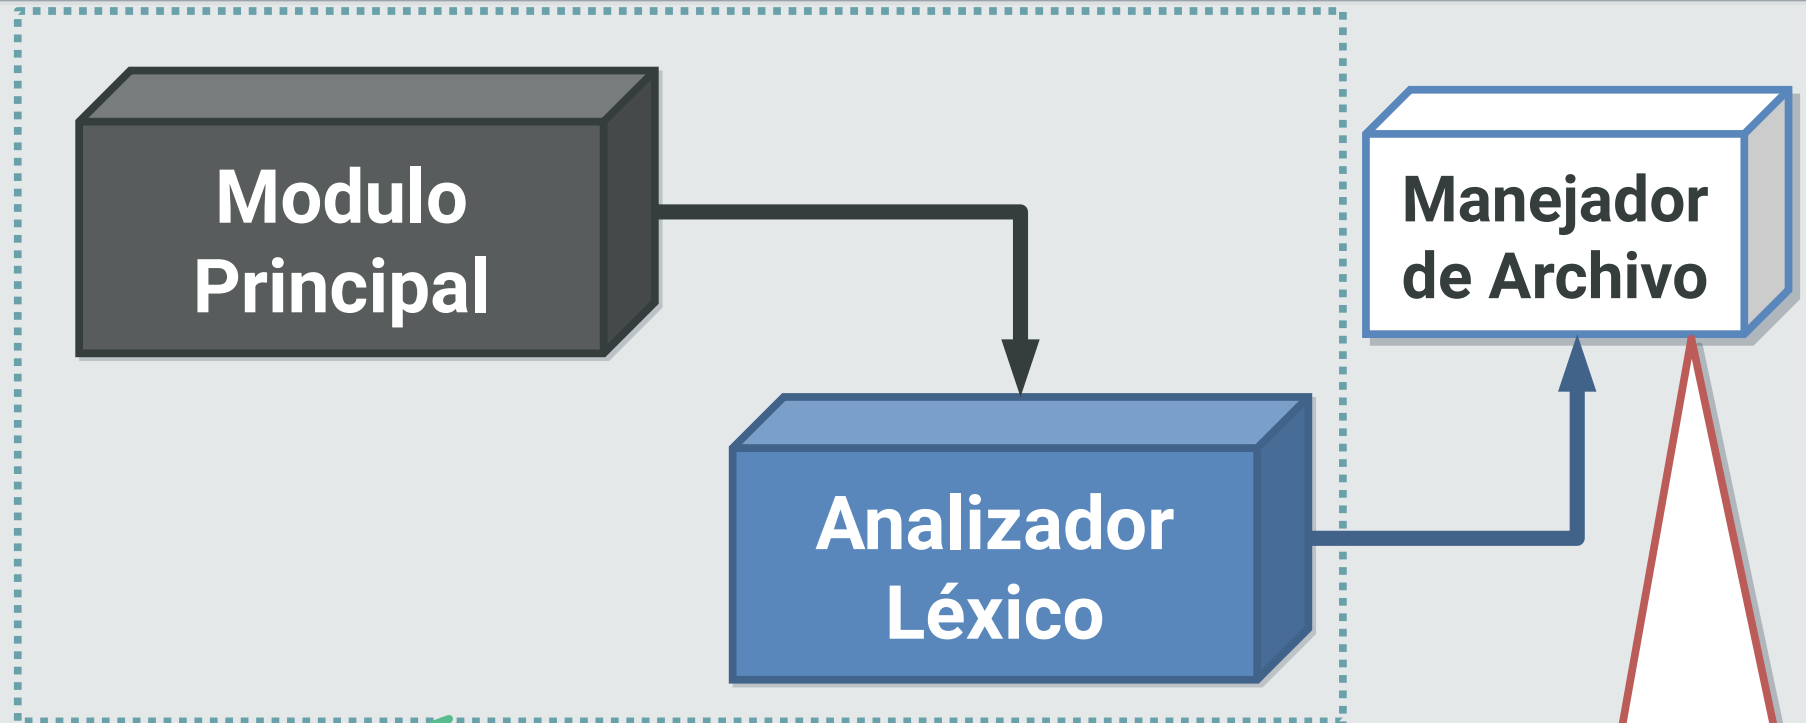 Modulo
Principal
Manejador
de Archivo
Analizador
Léxico